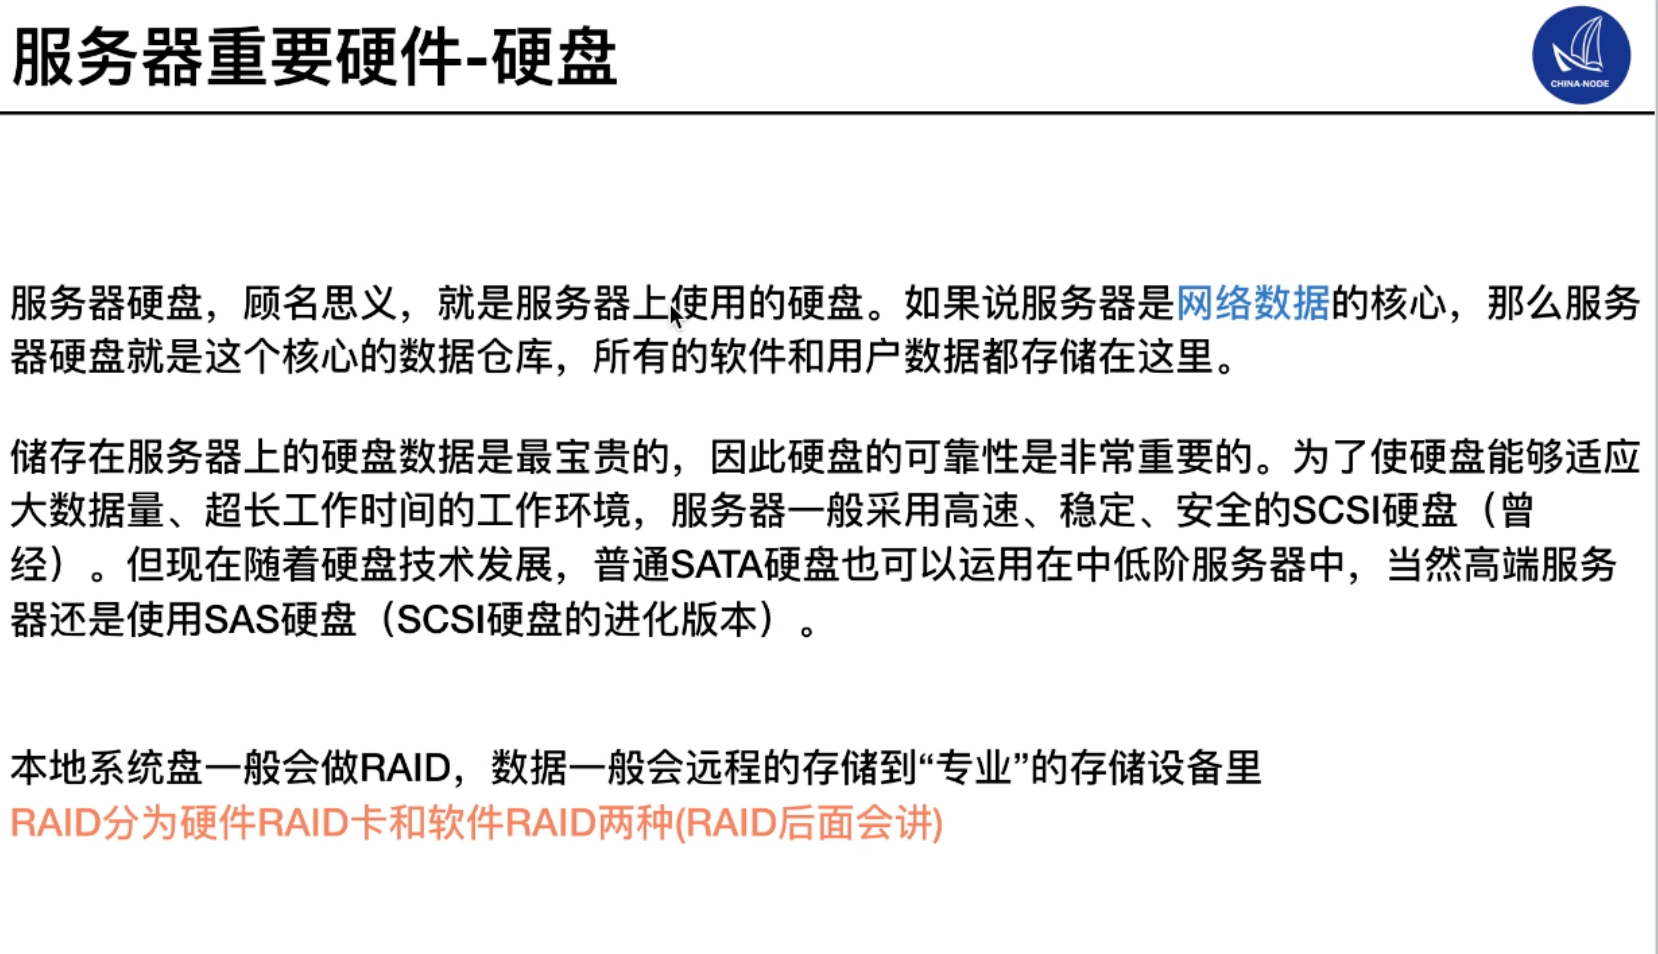 服务器重要硬件-硬盘
CHINA-NODE
服务器硬盘，顾名思义，就是服务器上使用的硬盘。如果说服务器是网络数据的核心，那么服务
器硬盘就是这个核心的数据仓库，所有的软件和用户数据都存储在这里。
储存在服务器上的硬盘数据是最宝贵的，因此硬盘的可靠性是非常重要的。为了使硬盘能够适应
大数据量、超长工作时间的工作环境，服务器一般采用高速、稳定、安全的SCSI硬盘（曾
经）。但现在随着硬盘技术发展，普通SATA硬盘也可以运用在中低阶服务器中，当然高端服务
器还是使用SAS硬盘（SCSI硬盘的进化版本）。
本地系统盘一般会做RAID，数据一般会远程的存储到“专业”的存储设备里
RAID分为硬件RAID卡和软件RAID两种(RAID后面会讲)